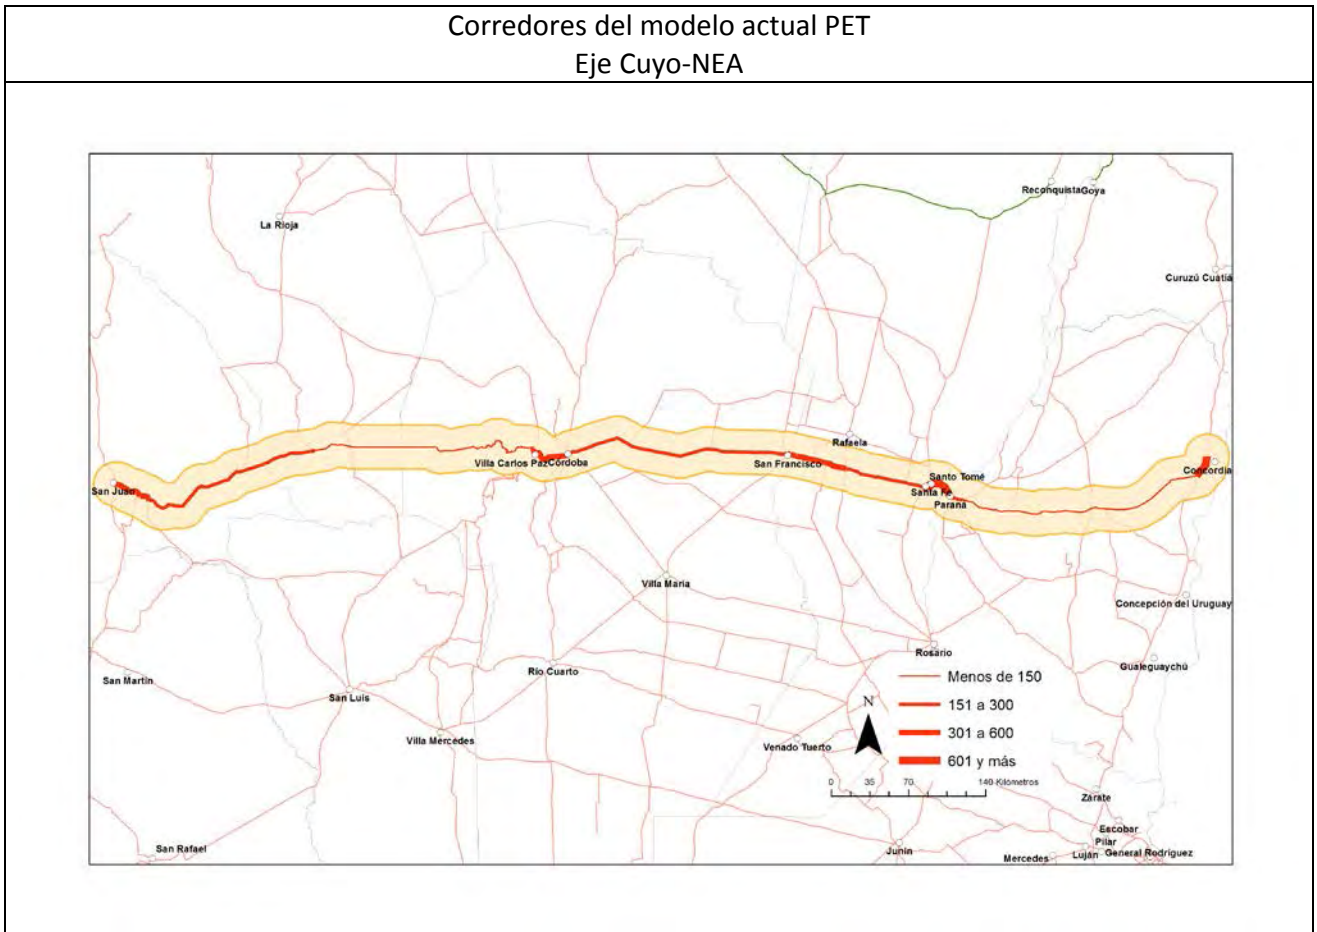 Corredores del modelo actual PET
Eje Cuyo-NEA
Reconquista
Goya
La Rioja
Curuzú Cuatiá
Rafaela
Villa Carlos Paz
Córdoba
San Francisco
Concordia
Santo Tomé
San Juan
Santa Fe
Paraná
Villa María
Concepción del Uruguay
Rosario
Gualeguaychú
Río Cuarto
San Martín
Menos de 150
San Luis
N
151 a 300
301 a 600
Villa Mercedes
Venado Tuerto
601 y más
0 35 70 140 Kilómetros
Zárate
Escobar
Pilar
San Rafael
Junín
Mercedes
Luján
General Rodríguez